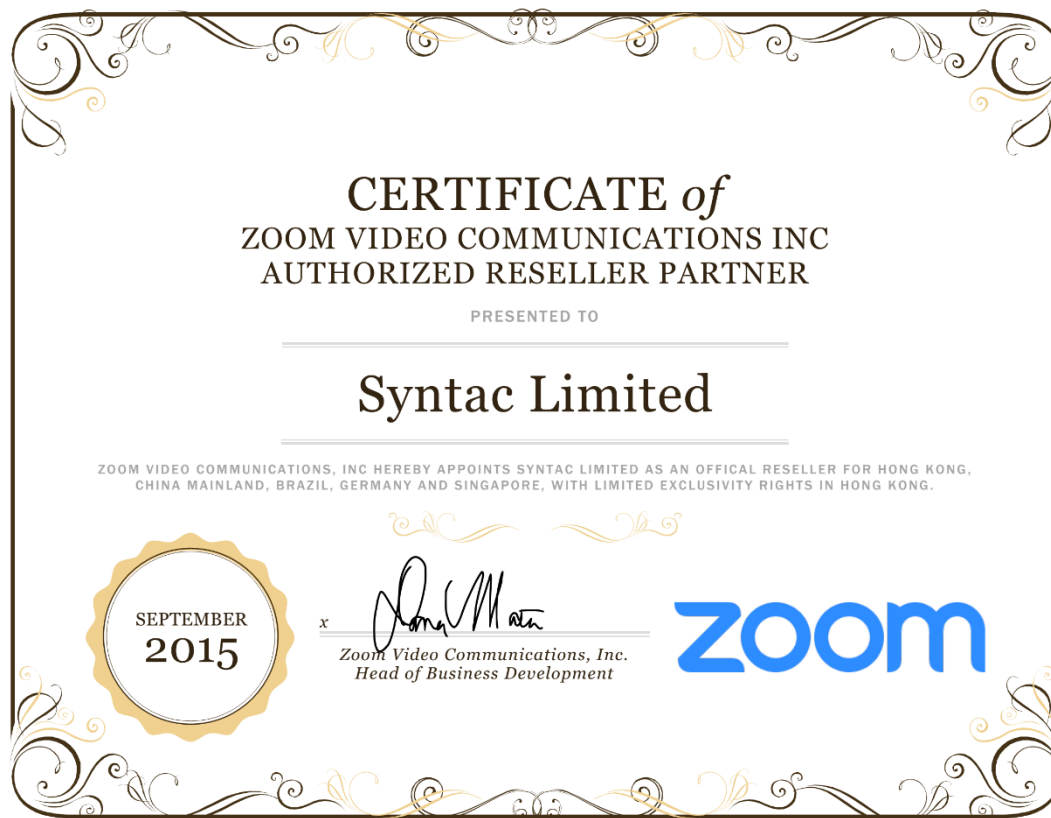 CERTIFICATE of
ZOOM VIDEO COMMUNICATIONS INC
AUTHORIZED RESELLER PARTNER
PRESENTED TO
Syntac Limited
ZOOM VIDEO COMMUNICATIONS, INC HEREBY APPOINTS SYNTAC LIMITED AS AN OFFICAL RESELLER FOR HONG KONG,
CHINA MAINLAND, BRAZIL, GERMANY AND SINGAPORE, WITH LIMITED EXCLUSIVITY RIGHTS IN HONG KONG.
SEPTEMBER
2015
x
Zoom Video Communications, Inc.
Head of Business Development
zoom